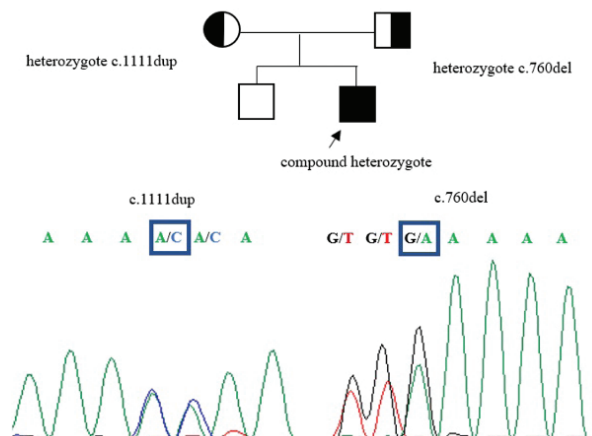 heterozygote c.1111dup
heterozygote c.760del
compound heterozygote
c.1111dup
c.760del
A A A A/C A/C A
G/T G/T G/A A A A A